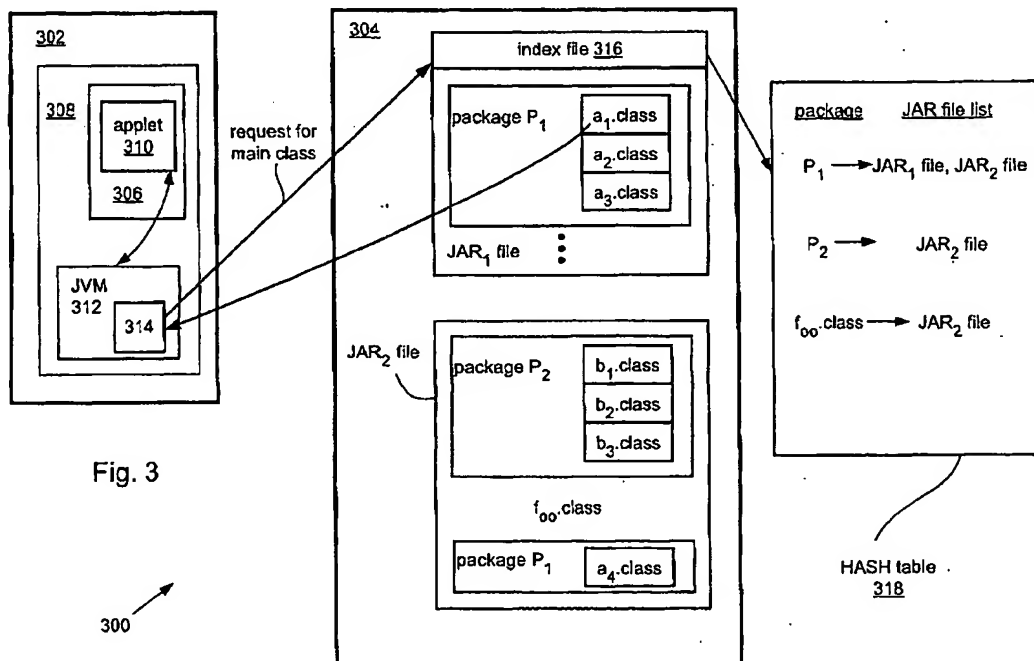 302
308
applet
310
306
JVM
312
314
request for
main class
Fig. 3
300
304
index file 316
package P1
a1.class
a2.class
a3.class
JAR1 file
JAR2 file
package P2
b1.class
b2.class
b3.class
foo.class
package P1
a4.class
package JAR file list
P1 → JAR1 file, JAR2 file
P2 → JAR2 file
foo.class → JAR2 file
HASH table
318